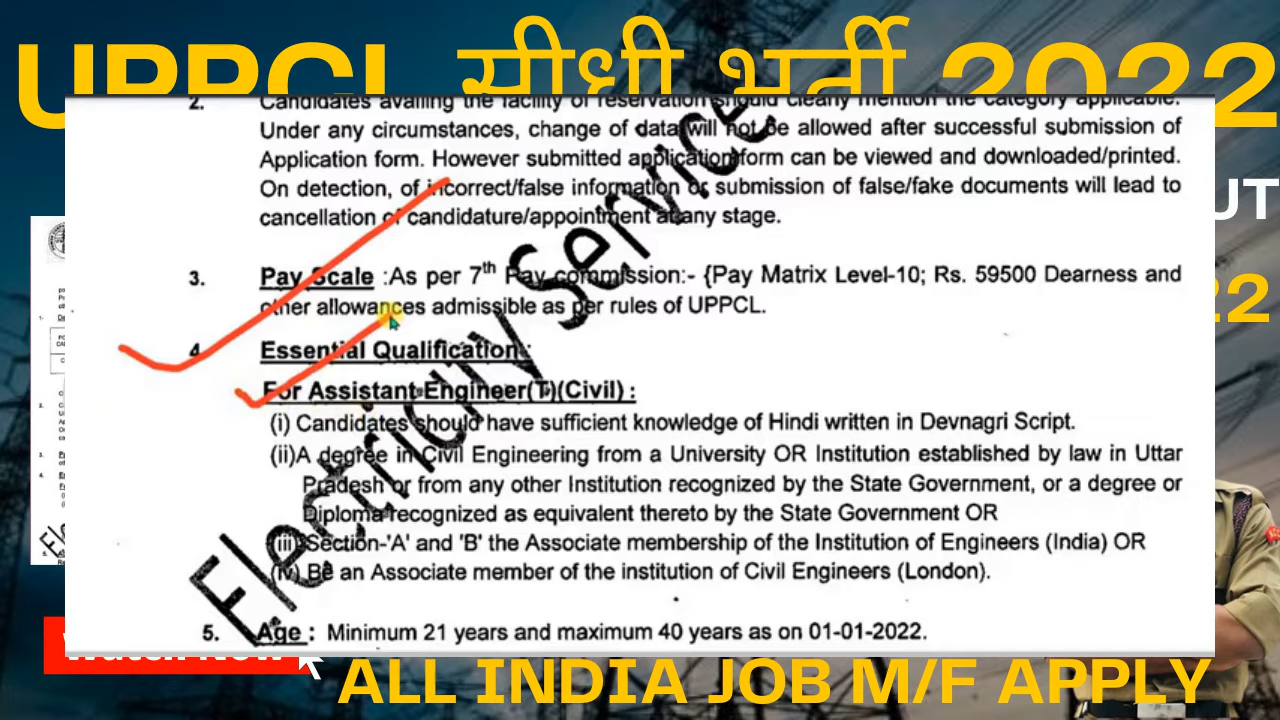 UPPCL सीधी भर्ती 2022
2. Candidates availing the facility of reservation should clearly mention the category applicable.
Under any circumstances, change of data will not be allowed after successful submission of
Application form. However submitted application form can be viewed and downloaded/printed.
On detection, of incorrect/false information or submission of false/fake documents will lead to
cancellation of candidature/appointment at any stage.
3. Pay Scale :As per 7th Pay commission:- {Pay Matrix Level-10; Rs. 59500 Dearness and
other allowances admissible as per rules of UPPCL.
4. Essential Qualification :
For Assistant Engineer(T)(Civil) :
(i) Candidates should have sufficient knowledge of Hindi written in Devnagri Script.
(ii)A degree in Civil Engineering from a University OR Institution established by law in Uttar
Pradesh or from any other Institution recognized by the State Government, or a degree or
Diploma recognized as equivalent thereto by the State Government OR
(iii) Section-'A' and 'B' the Associate membership of the Institution of Engineers (India) OR
(iv) Be an Associate member of the institution of Civil Engineers (London).
5. Age : Minimum 21 years and maximum 40 years as on 01-01-2022.
Electricity Service
UT
22
Watch Now
ALL INDIA JOB M/F APPLY